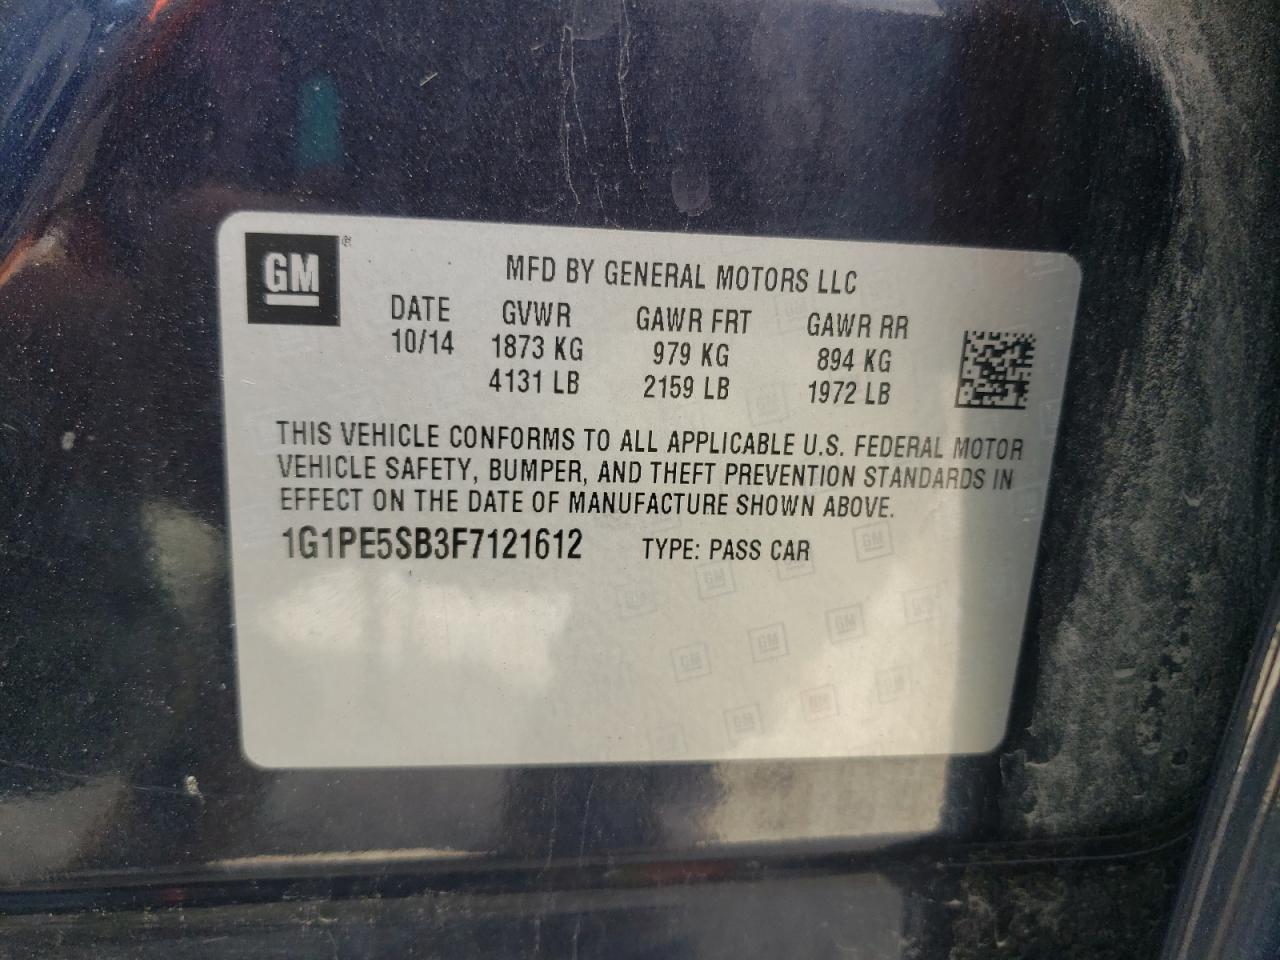 GM ®
MFD BY GENERAL MOTORS LLC
DATE GVWR GAWR FRT GAWR RR
10/14 1873 KG 979 KG 894 KG
4131 LB 2159 LB 1972 LB
THIS VEHICLE CONFORMS TO ALL APPLICABLE U.S. FEDERAL MOTOR
VEHICLE SAFETY, BUMPER, AND THEFT PREVENTION STANDARDS IN
EFFECT ON THE DATE OF MANUFACTURE SHOWN ABOVE.
1G1PE5SB3F7121612 TYPE: PASS CAR